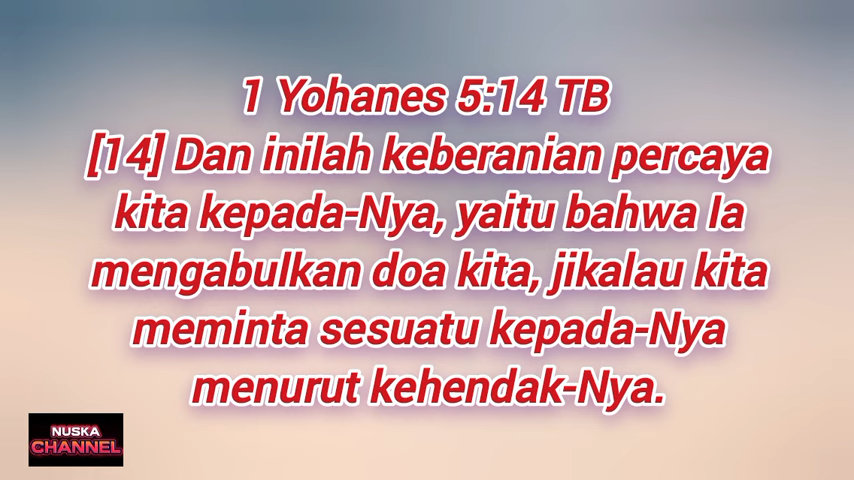 1 Yohanes 5:14 TB
[14] Dan inilah keberanian percaya
kita kepada-Nya, yaitu bahwa Ia
mengabulkan doa kita, jikalau kita
meminta sesuatu kepada-Nya
menurut kehendak-Nya.
NUSKA
CHANNEL